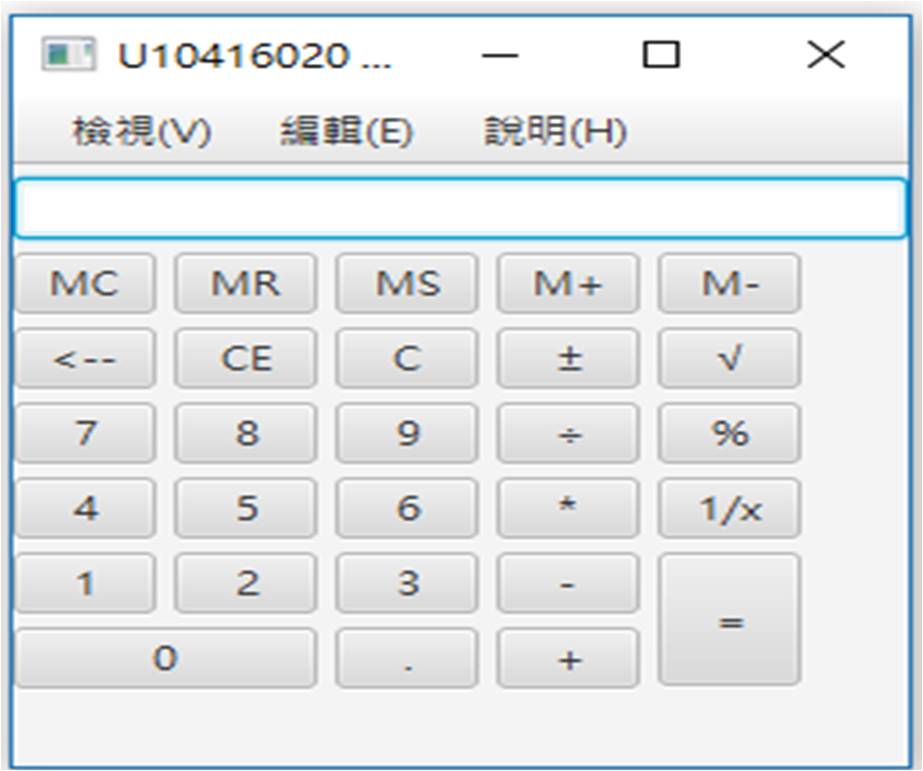 U10416020 ...
檢視(V) 編輯(E) 說明(H)
MC MR MS M+ M-
<-- CE C ± √
7 8 9 ÷ %
4 5 6 * 1/x
1 2 3 - =
0 . +